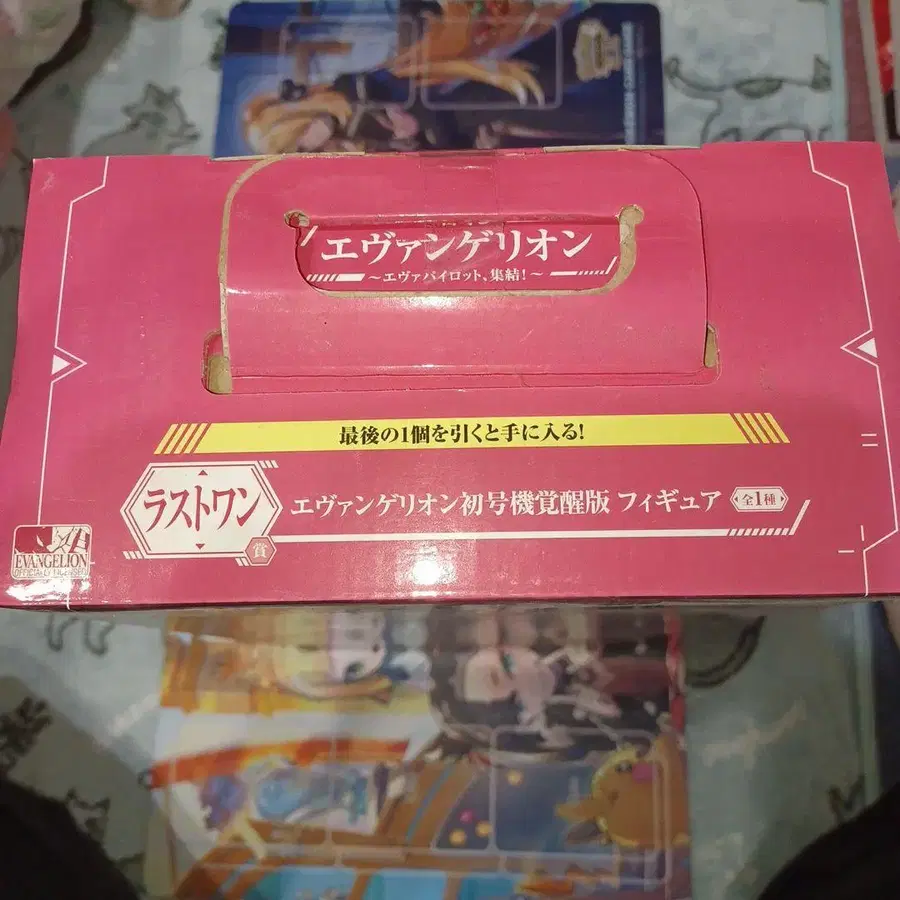 エヴァンゲリオン
～エヴァパイロット、集結！～
最後の1個を引くと手に入る！
ラストワン
賞
エヴァンゲリオン初号機覚醒版 フィギュア
全1種
EVANGELION
OFFICIALLY LICENSED